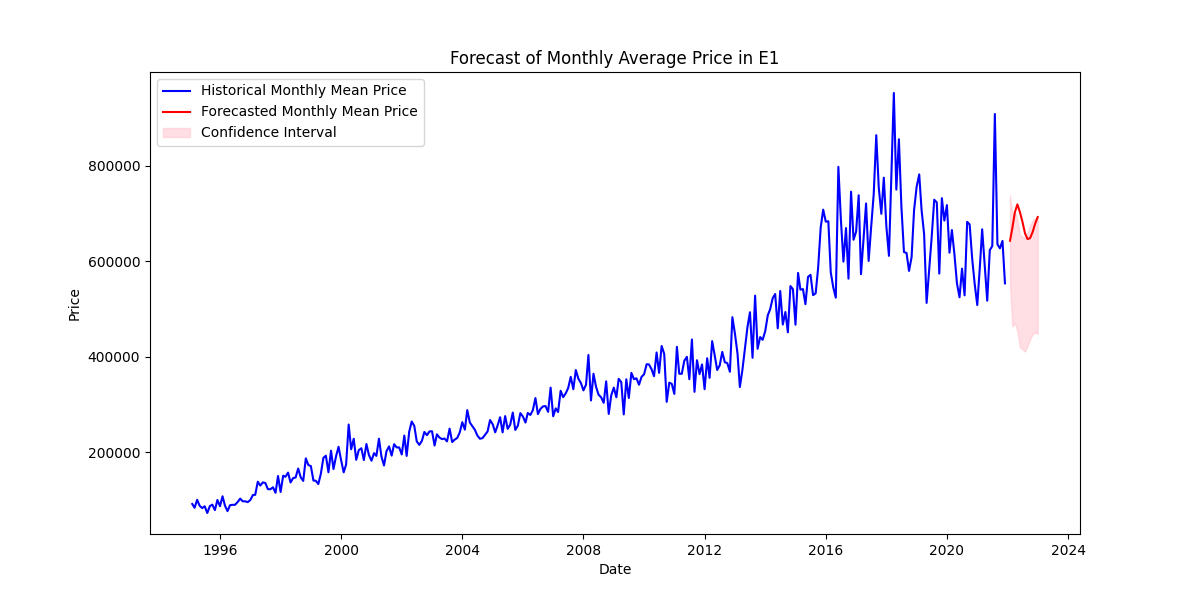 Forecast of Monthly Average Price in E1
Historical Monthly Mean Price
Forecasted Monthly Mean Price
Confidence Interval
800000
600000
400000
200000
Price
1996 2000 2004 2008 2012 2016 2020 2024
Date